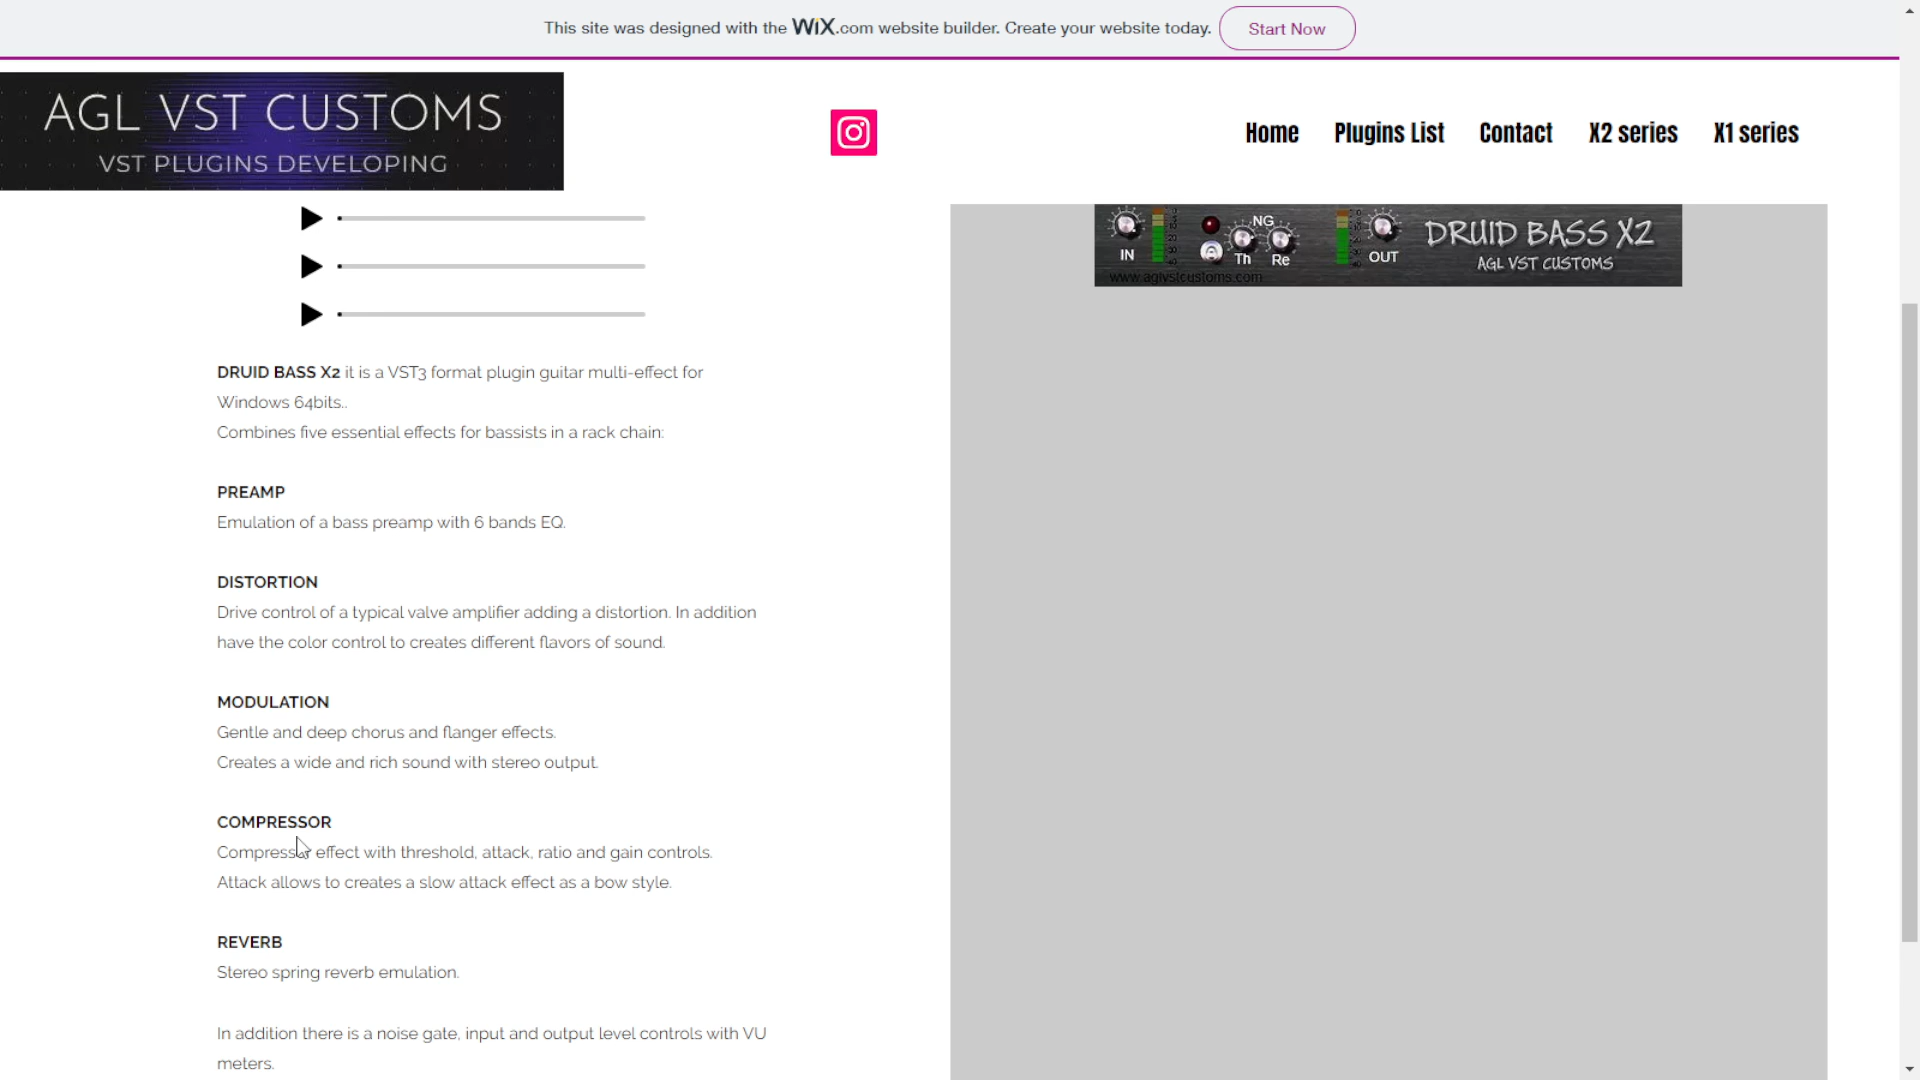 This site was designed with the WiX.com website builder. Create your website today. Start Now
AGL VST CUSTOMS
VST PLUGINS DEVELOPING
Home Plugins List Contact X2 series X1 series
IN NG Th Re OUT
DRUID BASS X2
AGL VST CUSTOMS
www.aglvstcustoms.com
DRUID BASS X2 it is a VST3 format plugin guitar multi-effect for
Windows 64bits..
Combines five essential effects for bassists in a rack chain:
PREAMP
Emulation of a bass preamp with 6 bands EQ.
DISTORTION
Drive control of a typical valve amplifier adding a distortion. In addition
have the color control to creates different flavors of sound.
MODULATION
Gentle and deep chorus and flanger effects.
Creates a wide and rich sound with stereo output.
COMPRESSOR
Compressor effect with threshold, attack, ratio and gain controls.
Attack allows to creates a slow attack effect as a bow style.
REVERB
Stereo spring reverb emulation.
In addition there is a noise gate, input and output level controls with VU
meters.